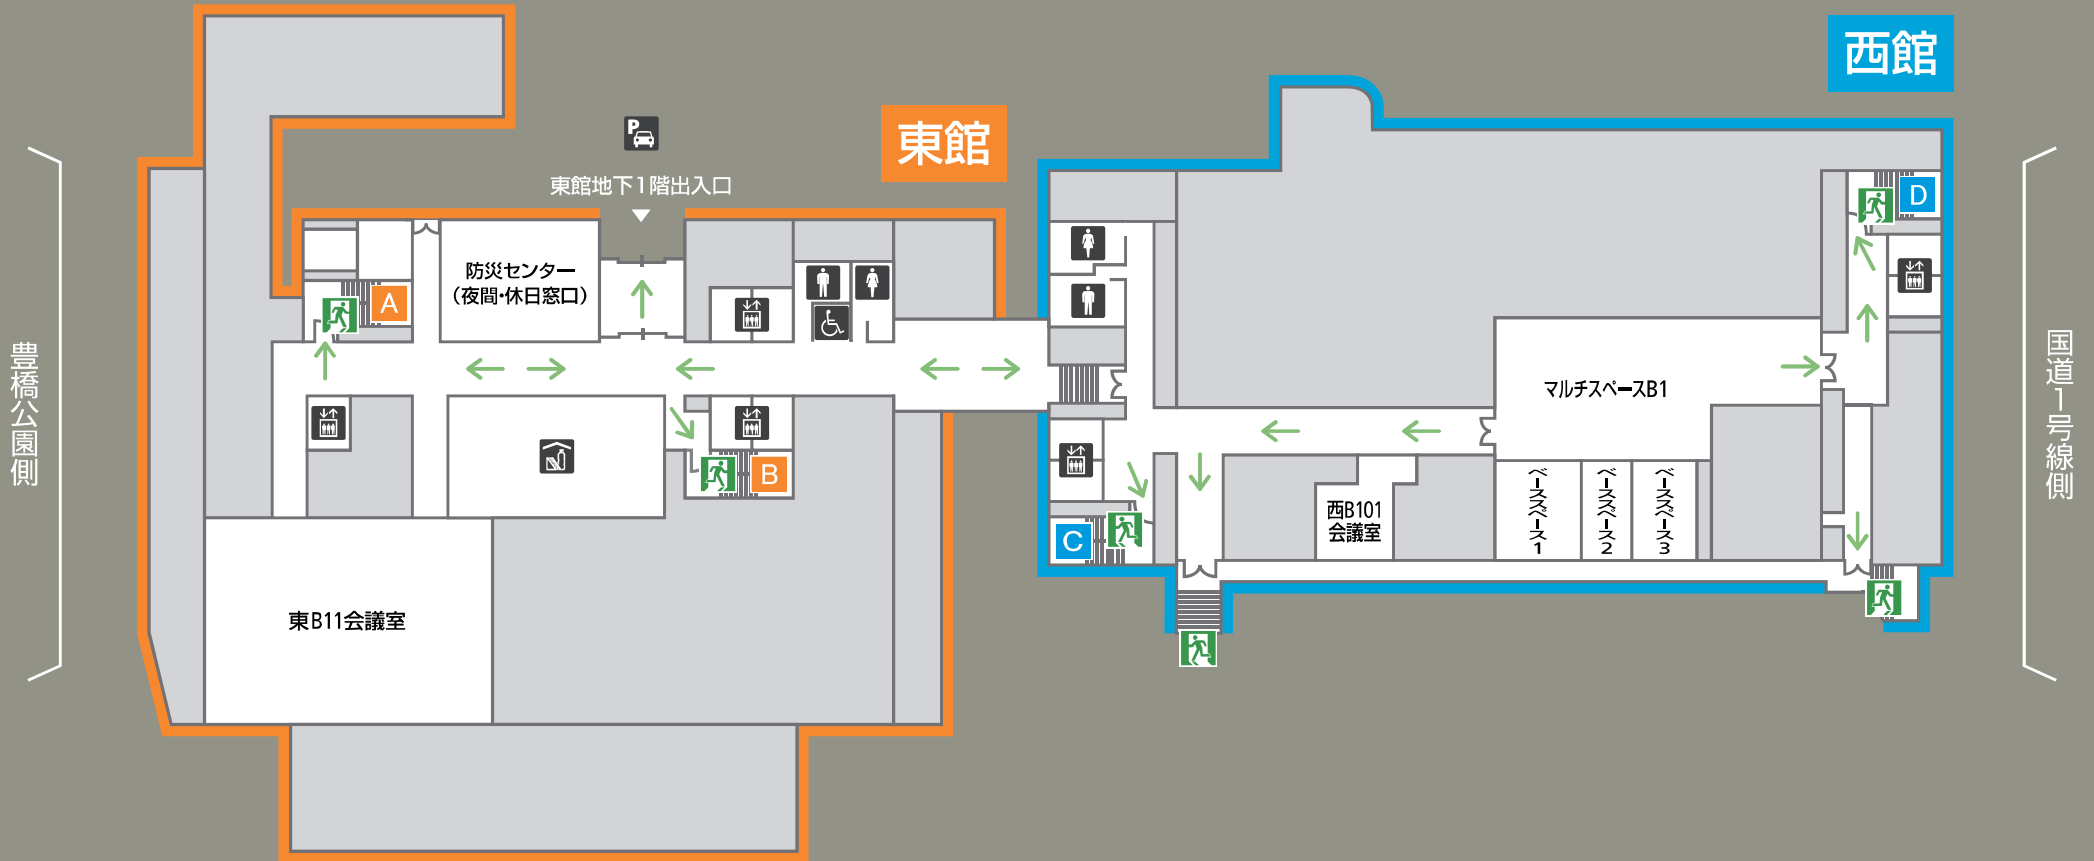 西館
東館
P
東館地下1階出入口
D
防災センター
(夜間・休日窓口)
A
豊橋公園側
国道1号線側
マルチスペースB1
B
西B101
会議室
ベーススペース1
ベーススペース2
ベーススペース3
C
東B11会議室